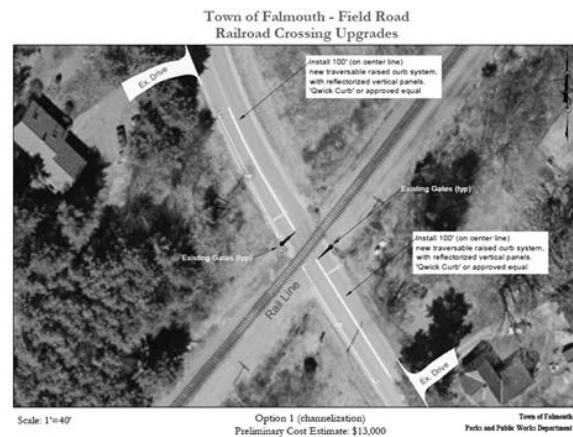 Town of Falmouth - Field Road
Railroad Crossing Upgrades
Install 100' (on center line)
new traversable raised curb system,
with reflectorized vertical panels.
'Qwick Curb' or approved equal
Ex. Drive
Existing Gates (typ)
Install 100' (on center line)
new traversable raised curb system,
with reflectorized vertical panels.
'Qwick Curb' or approved equal
Existing Gates (typ)
Rail Line
Ex. Drive
Scale: 1'=40'
Option 1 (channelization)
Preliminary Cost Estimate: $13,000
Town of Falmouth
Parks and Public Works Department